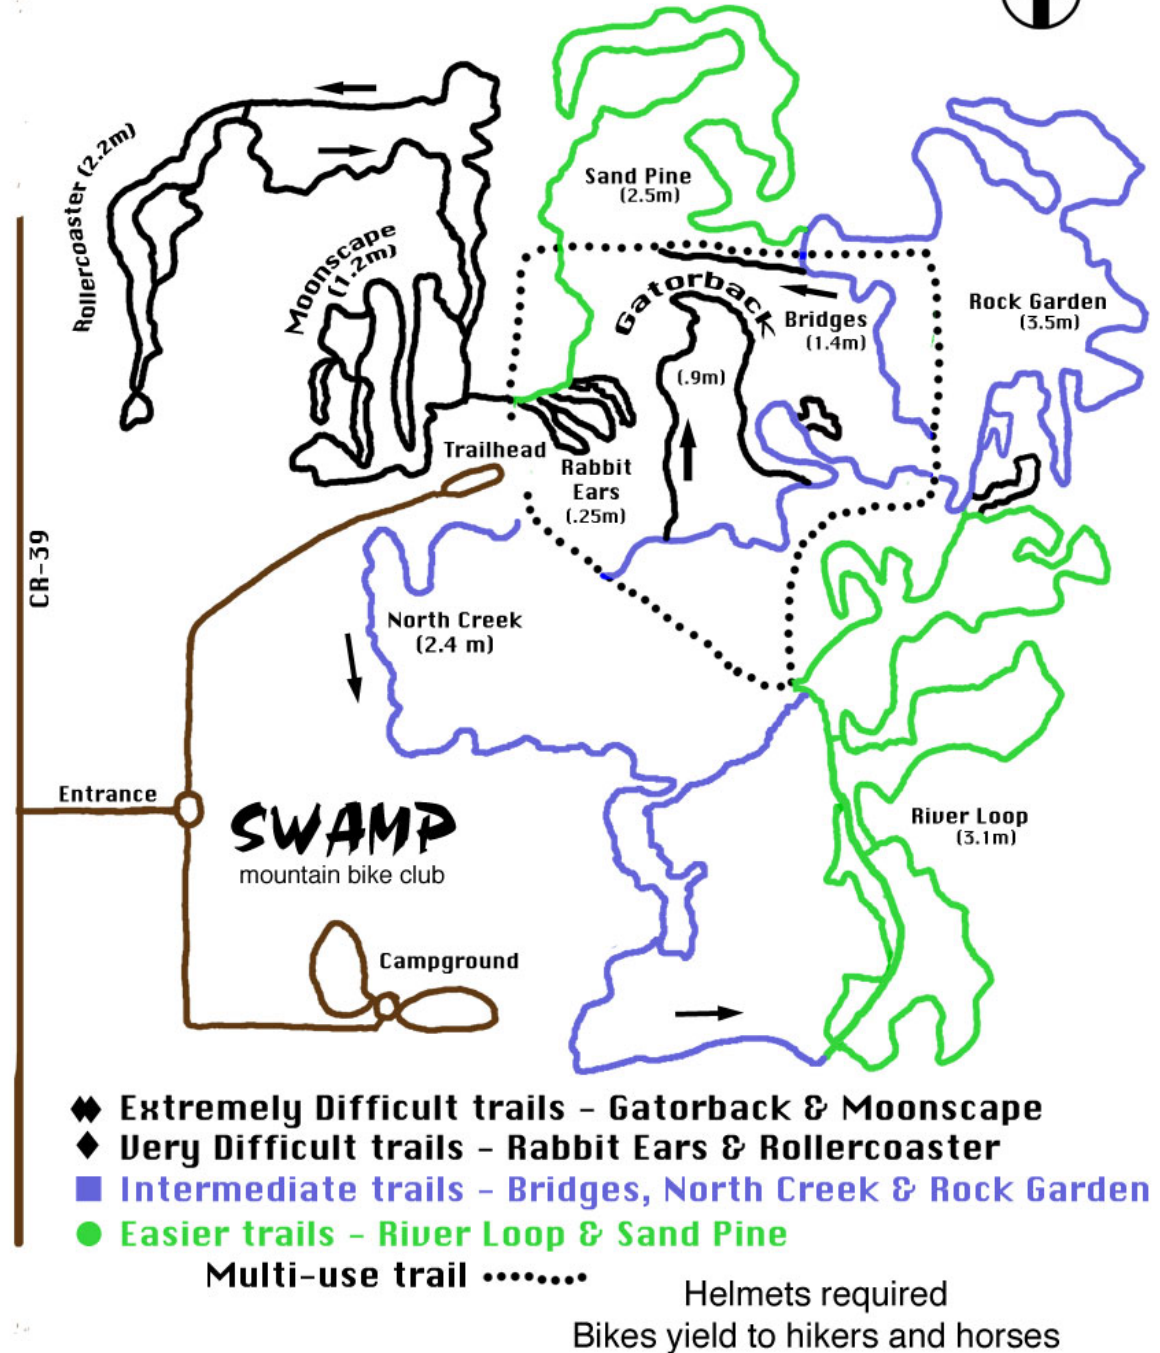 Rollercoaster (2.2m)
Moonscape
(1.2m)
Sand Pine
(2.5m)
Gatorback
(.9m)
Bridges
(1.4m)
Rock Garden
(3.5m)
Trailhead
Rabbit
Ears
(.25m)
CR-39
North Creek
(2.4 m)
Entrance
SWAMP
mountain bike club
River Loop
(3.1m)
Campground
Extremely Difficult trails - Gatorback & Moonscape
Very Difficult trails - Rabbit Ears & Rollercoaster
Intermediate trails - Bridges, North Creek & Rock Garden
Easier trails - River Loop & Sand Pine
Multi-use trail
Helmets required
Bikes yield to hikers and horses